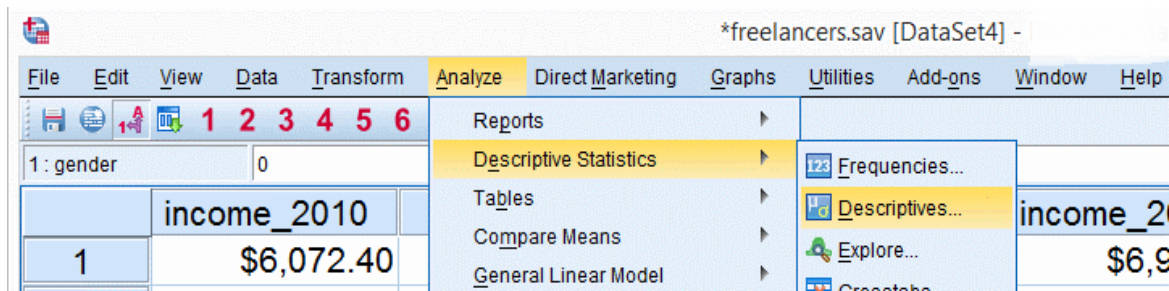 *freelancers.sav [DataSet4] -
File Edit View Data Transform Analyze Direct Marketing Graphs Utilities Add-ons Window Help
1 2 3 4 5 6
Reports
1 : gender 0
Descriptive Statistics
Frequencies...
Tables
Descriptives...
income_2010
Compare Means
Explore...
1 $6,072.40
General Linear Model